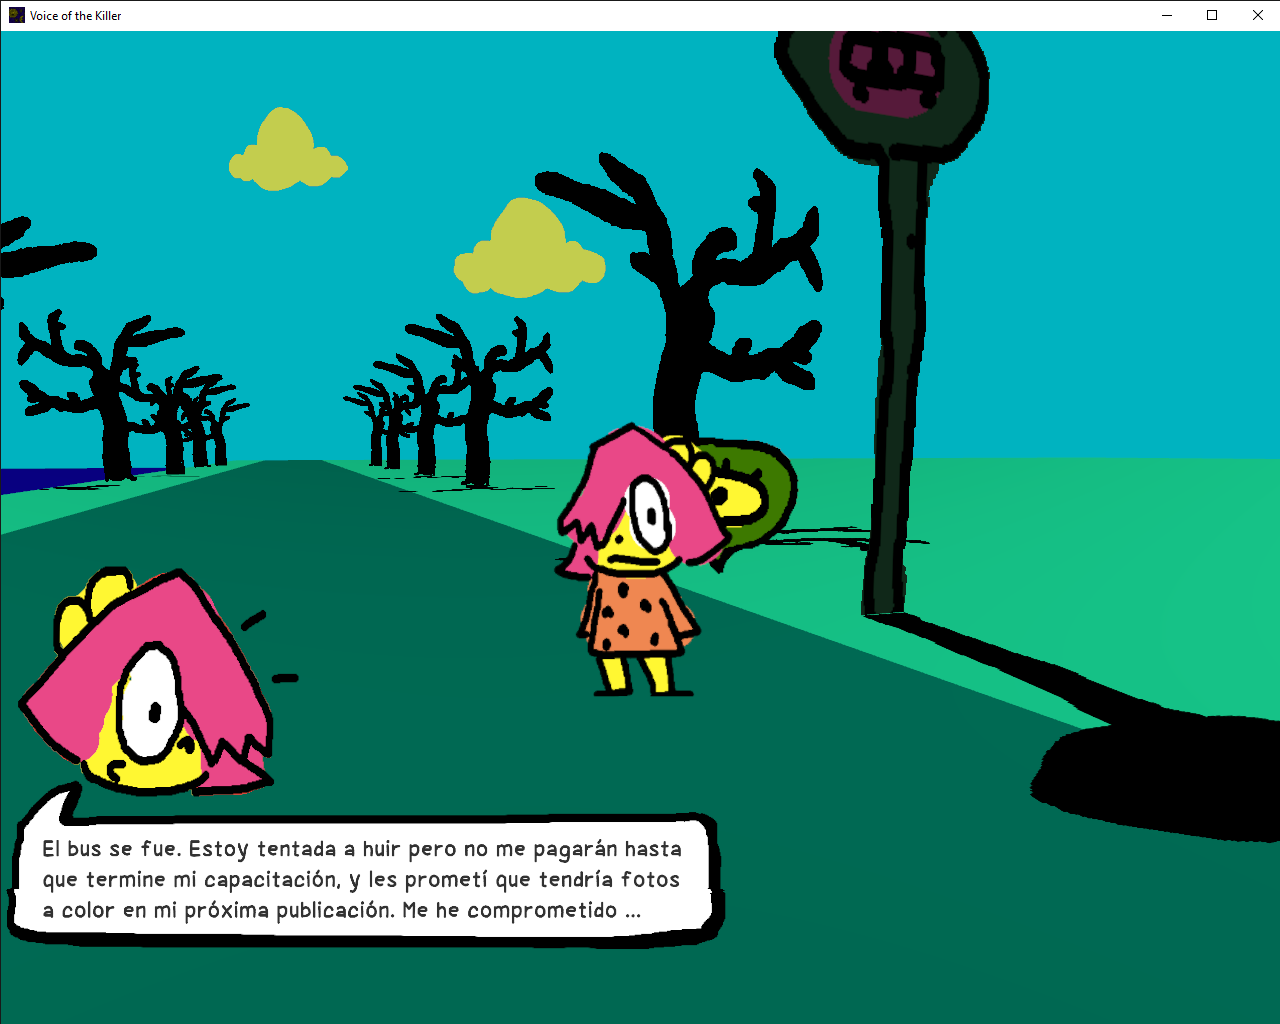 Voice of the Killer
El bus se fue. Estoy tentada a huir pero no me pagarán hasta
que termine mi capacitación, y les prometí que tendría fotos
a color en mi próxima publicación. Me he comprometido ...